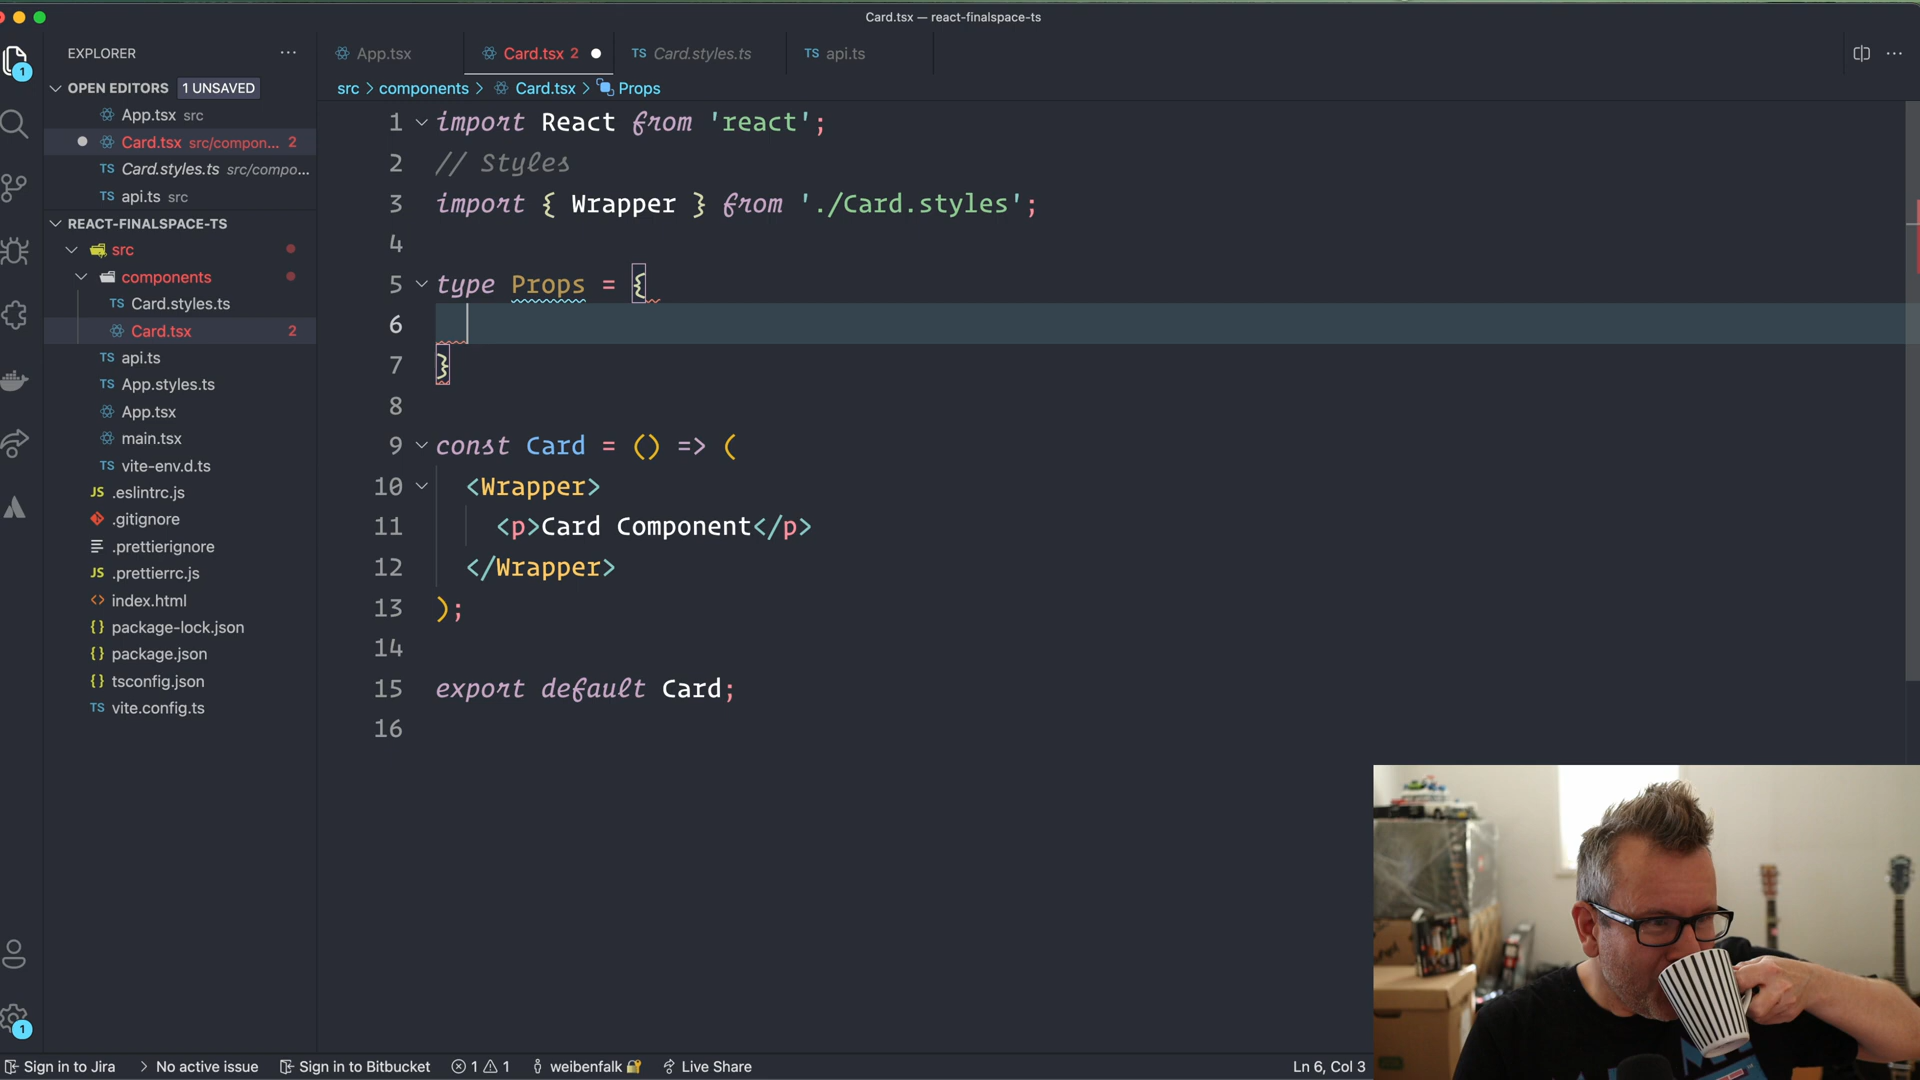 Card.tsx — react-finalspace-ts
EXPLORER
OPEN EDITORS 1 UNSAVED
App.tsx src
Card.tsx src/compon... 2
Card.styles.ts src/compo...
api.ts src
REACT-FINALSPACE-TS
src
components
Card.styles.ts
Card.tsx 2
api.ts
App.styles.ts
App.tsx
main.tsx
vite-env.d.ts
.eslintrc.js
.gitignore
.prettierignore
.prettierrc.js
index.html
package-lock.json
package.json
tsconfig.json
vite.config.ts
App.tsx Card.tsx 2 Card.styles.ts api.ts
src > components > Card.tsx > Props
1 import React from 'react';
2 // Styles
3 import { Wrapper } from './Card.styles';
4
5 type Props = {
6
7 }
8
9 const Card = () => (
10 <Wrapper>
11 <p>Card Component</p>
12 </Wrapper>
13 );
14
15 export default Card;
16
1
1
Sign in to Jira > No active issue Sign in to Bitbucket 1 1 weibenfalk Live Share Ln 6, Col 3